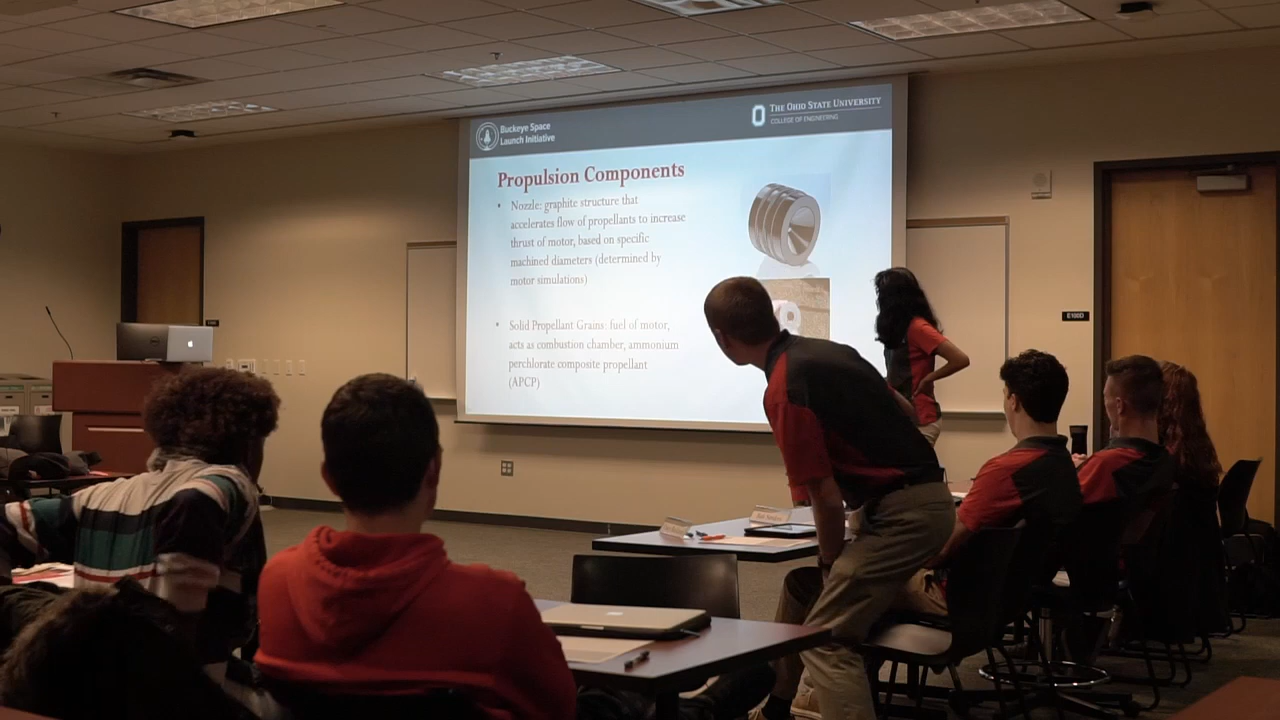 Buckeye Space
Launch Initiative
THE OHIO STATE UNIVERSITY
COLLEGE OF ENGINEERING
Propulsion Components
• Nozzle: graphite structure that
accelerates flow of propellants to increase
thrust of motor, based on specific
machined diameters (determined by
motor simulations)
• Solid Propellant Grains: fuel of motor,
acts as combustion chamber, ammonium
perchlorate composite propellant
(APCP)
E100D